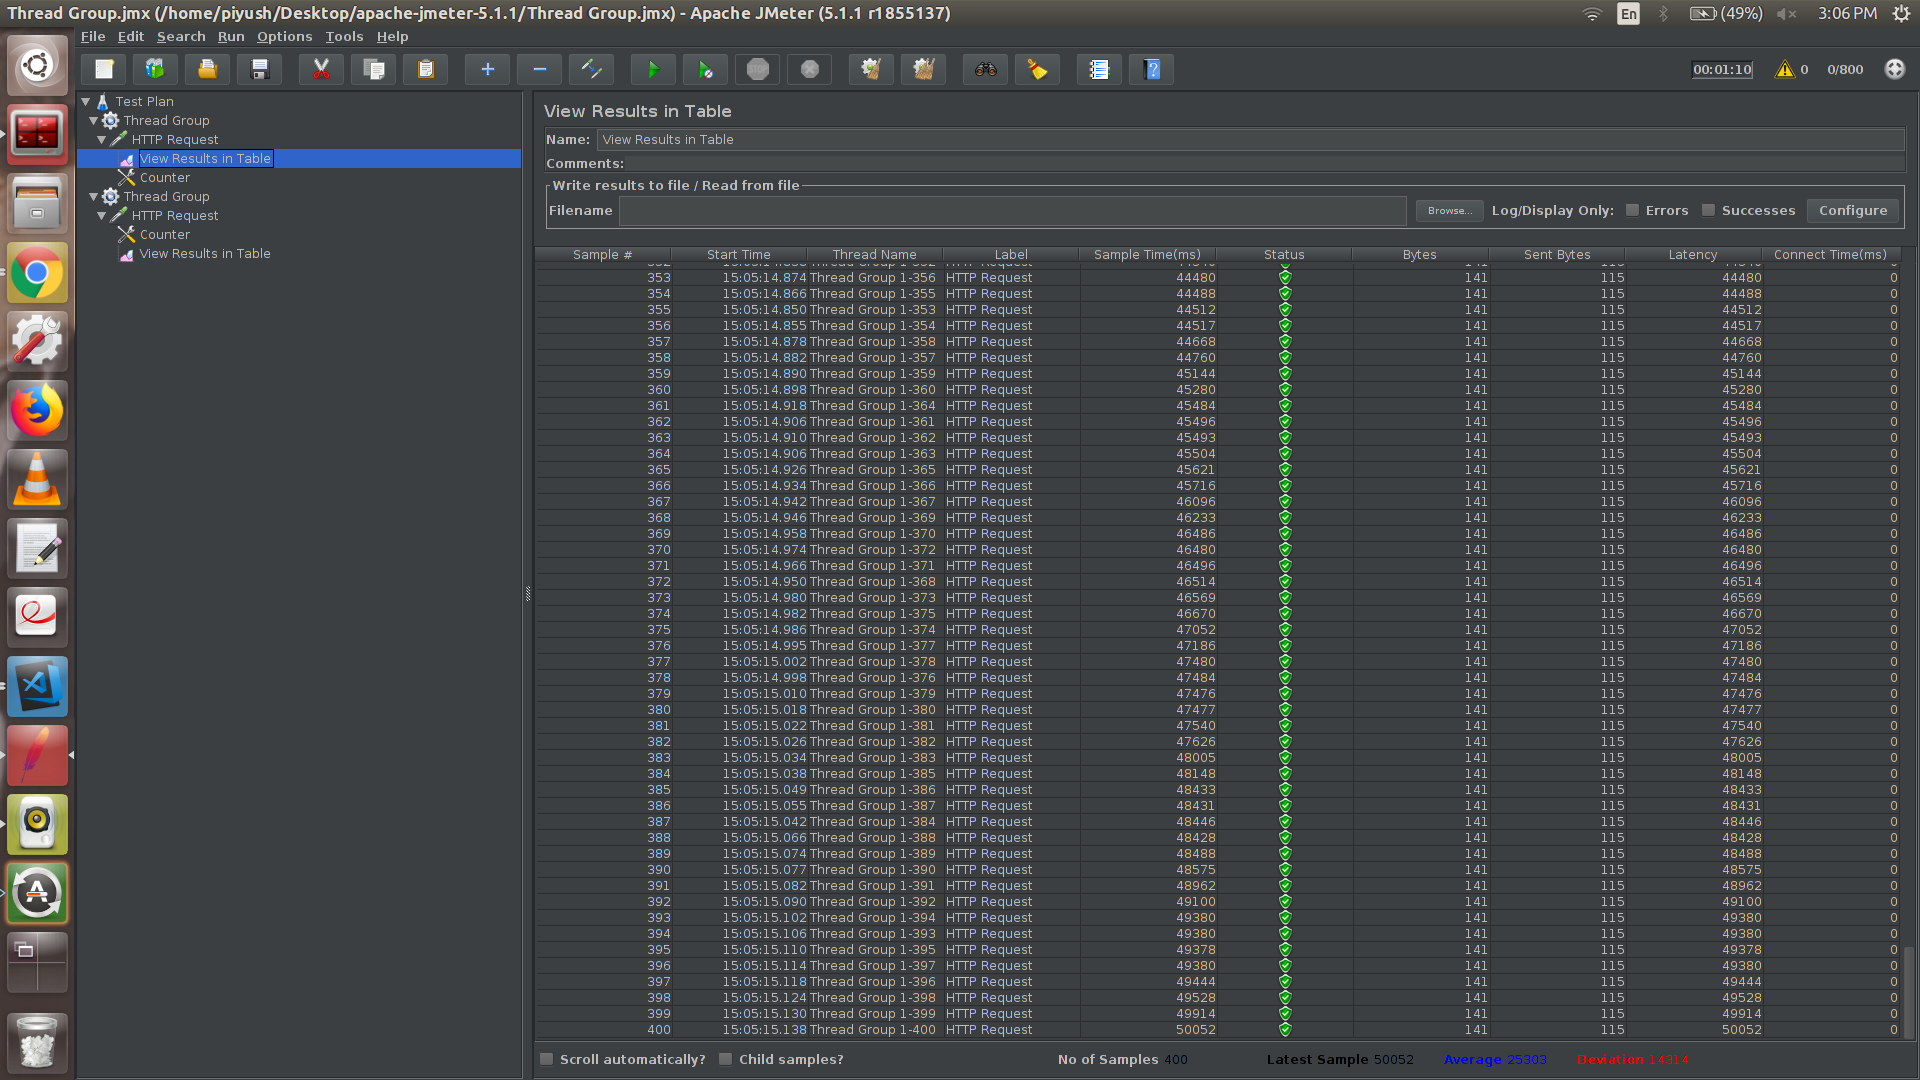 Thread Group.jmx (/home/piyush/Desktop/apache-jmeter-5.1.1/Thread Group.jmx) - Apache JMeter (5.1.1 r1855137) En (49%) 3:06 PM
File Edit Search Run Options Tools Help
00:01:10 0 0/800
Test Plan
Thread Group
HTTP Request
View Results in Table
Counter
Thread Group
HTTP Request
Counter
View Results in Table
View Results in Table
Name: View Results in Table
Comments:
Write results to file / Read from file
Filename Browse... Log/Display Only: Errors Successes Configure
Sample # Start Time Thread Name Label Sample Time(ms) Status Bytes Sent Bytes Latency Connect Time(ms)
353 15:05:14.874 Thread Group 1-356 HTTP Request 44480 141 115 44480 0
354 15:05:14.866 Thread Group 1-355 HTTP Request 44488 141 115 44488 0
355 15:05:14.850 Thread Group 1-353 HTTP Request 44512 141 115 44512 0
356 15:05:14.855 Thread Group 1-354 HTTP Request 44517 141 115 44517 0
357 15:05:14.878 Thread Group 1-358 HTTP Request 44668 141 115 44668 0
358 15:05:14.882 Thread Group 1-357 HTTP Request 44760 141 115 44760 0
359 15:05:14.890 Thread Group 1-359 HTTP Request 45144 141 115 45144 0
360 15:05:14.898 Thread Group 1-360 HTTP Request 45280 141 115 45280 0
361 15:05:14.918 Thread Group 1-364 HTTP Request 45484 141 115 45484 0
362 15:05:14.906 Thread Group 1-361 HTTP Request 45496 141 115 45496 0
363 15:05:14.910 Thread Group 1-362 HTTP Request 45493 141 115 45493 0
364 15:05:14.906 Thread Group 1-363 HTTP Request 45504 141 115 45504 0
365 15:05:14.926 Thread Group 1-365 HTTP Request 45621 141 115 45621 0
366 15:05:14.934 Thread Group 1-366 HTTP Request 45716 141 115 45716 0
367 15:05:14.942 Thread Group 1-367 HTTP Request 46096 141 115 46096 0
368 15:05:14.946 Thread Group 1-369 HTTP Request 46233 141 115 46233 0
369 15:05:14.958 Thread Group 1-370 HTTP Request 46486 141 115 46486 0
370 15:05:14.974 Thread Group 1-372 HTTP Request 46480 141 115 46480 0
371 15:05:14.966 Thread Group 1-371 HTTP Request 46496 141 115 46496 0
372 15:05:14.950 Thread Group 1-368 HTTP Request 46514 141 115 46514 0
373 15:05:14.980 Thread Group 1-373 HTTP Request 46569 141 115 46569 0
374 15:05:14.982 Thread Group 1-375 HTTP Request 46670 141 115 46670 0
375 15:05:14.986 Thread Group 1-374 HTTP Request 47052 141 115 47052 0
376 15:05:14.995 Thread Group 1-377 HTTP Request 47186 141 115 47186 0
377 15:05:15.002 Thread Group 1-378 HTTP Request 47480 141 115 47480 0
378 15:05:14.998 Thread Group 1-376 HTTP Request 47484 141 115 47484 0
379 15:05:15.010 Thread Group 1-379 HTTP Request 47476 141 115 47476 0
380 15:05:15.018 Thread Group 1-380 HTTP Request 47477 141 115 47477 0
381 15:05:15.022 Thread Group 1-381 HTTP Request 47540 141 115 47540 0
382 15:05:15.026 Thread Group 1-382 HTTP Request 47626 141 115 47626 0
383 15:05:15.034 Thread Group 1-383 HTTP Request 48005 141 115 48005 0
384 15:05:15.038 Thread Group 1-385 HTTP Request 48148 141 115 48148 0
385 15:05:15.049 Thread Group 1-386 HTTP Request 48433 141 115 48433 0
386 15:05:15.055 Thread Group 1-387 HTTP Request 48431 141 115 48431 0
387 15:05:15.042 Thread Group 1-384 HTTP Request 48446 141 115 48446 0
388 15:05:15.066 Thread Group 1-388 HTTP Request 48428 141 115 48428 0
389 15:05:15.074 Thread Group 1-389 HTTP Request 48488 141 115 48488 0
390 15:05:15.077 Thread Group 1-390 HTTP Request 48575 141 115 48575 0
391 15:05:15.082 Thread Group 1-391 HTTP Request 48962 141 115 48962 0
392 15:05:15.090 Thread Group 1-392 HTTP Request 49100 141 115 49100 0
393 15:05:15.102 Thread Group 1-394 HTTP Request 49380 141 115 49380 0
394 15:05:15.106 Thread Group 1-393 HTTP Request 49380 141 115 49380 0
395 15:05:15.110 Thread Group 1-395 HTTP Request 49378 141 115 49378 0
396 15:05:15.114 Thread Group 1-397 HTTP Request 49380 141 115 49380 0
397 15:05:15.118 Thread Group 1-396 HTTP Request 49444 141 115 49444 0
398 15:05:15.124 Thread Group 1-398 HTTP Request 49528 141 115 49528 0
399 15:05:15.130 Thread Group 1-399 HTTP Request 49914 141 115 49914 0
400 15:05:15.138 Thread Group 1-400 HTTP Request 50052 141 115 50052 0
Scroll automatically? Child samples? No of Samples 400 Latest Sample 50052 Average 25303 Deviation 14314